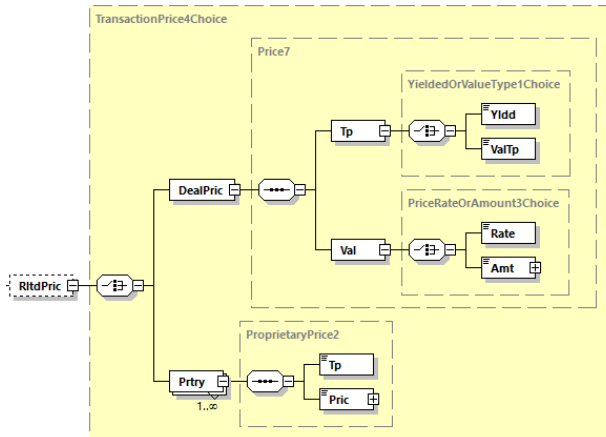 TransactionPrice4Choice
Price7
YieldedOrValueType1Choice
Yldd
Tp
ValTp
DealPric
PriceRateOrAmount3Choice
Rate
Val
Amt
RltdPric
ProprietaryPrice2
Tp
Prtry
Pric
1..∞